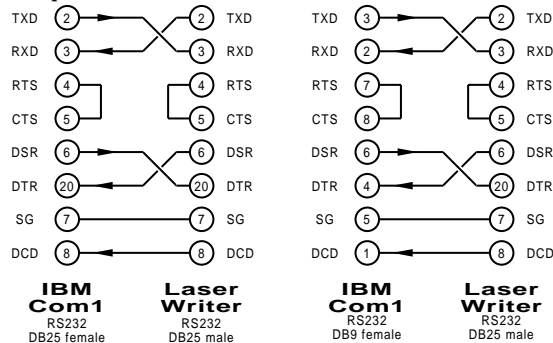 TXD 2 2 TXD
RXD 3 3 RXD
RTS 4 4 RTS
CTS 5 5 CTS
DSR 6 6 DSR
DTR 20 20 DTR
SG 7 7 SG
DCD 8 8 DCD
IBM Laser
Com1 Writer
RS232 RS232
DB25 female DB25 male
TXD 3 2 TXD
RXD 2 3 RXD
RTS 7 4 RTS
CTS 8 5 CTS
DSR 6 6 DSR
DTR 4 20 DTR
SG 5 7 SG
DCD 1 8 DCD
IBM Laser
Com1 Writer
RS232 RS232
DB9 female DB25 male